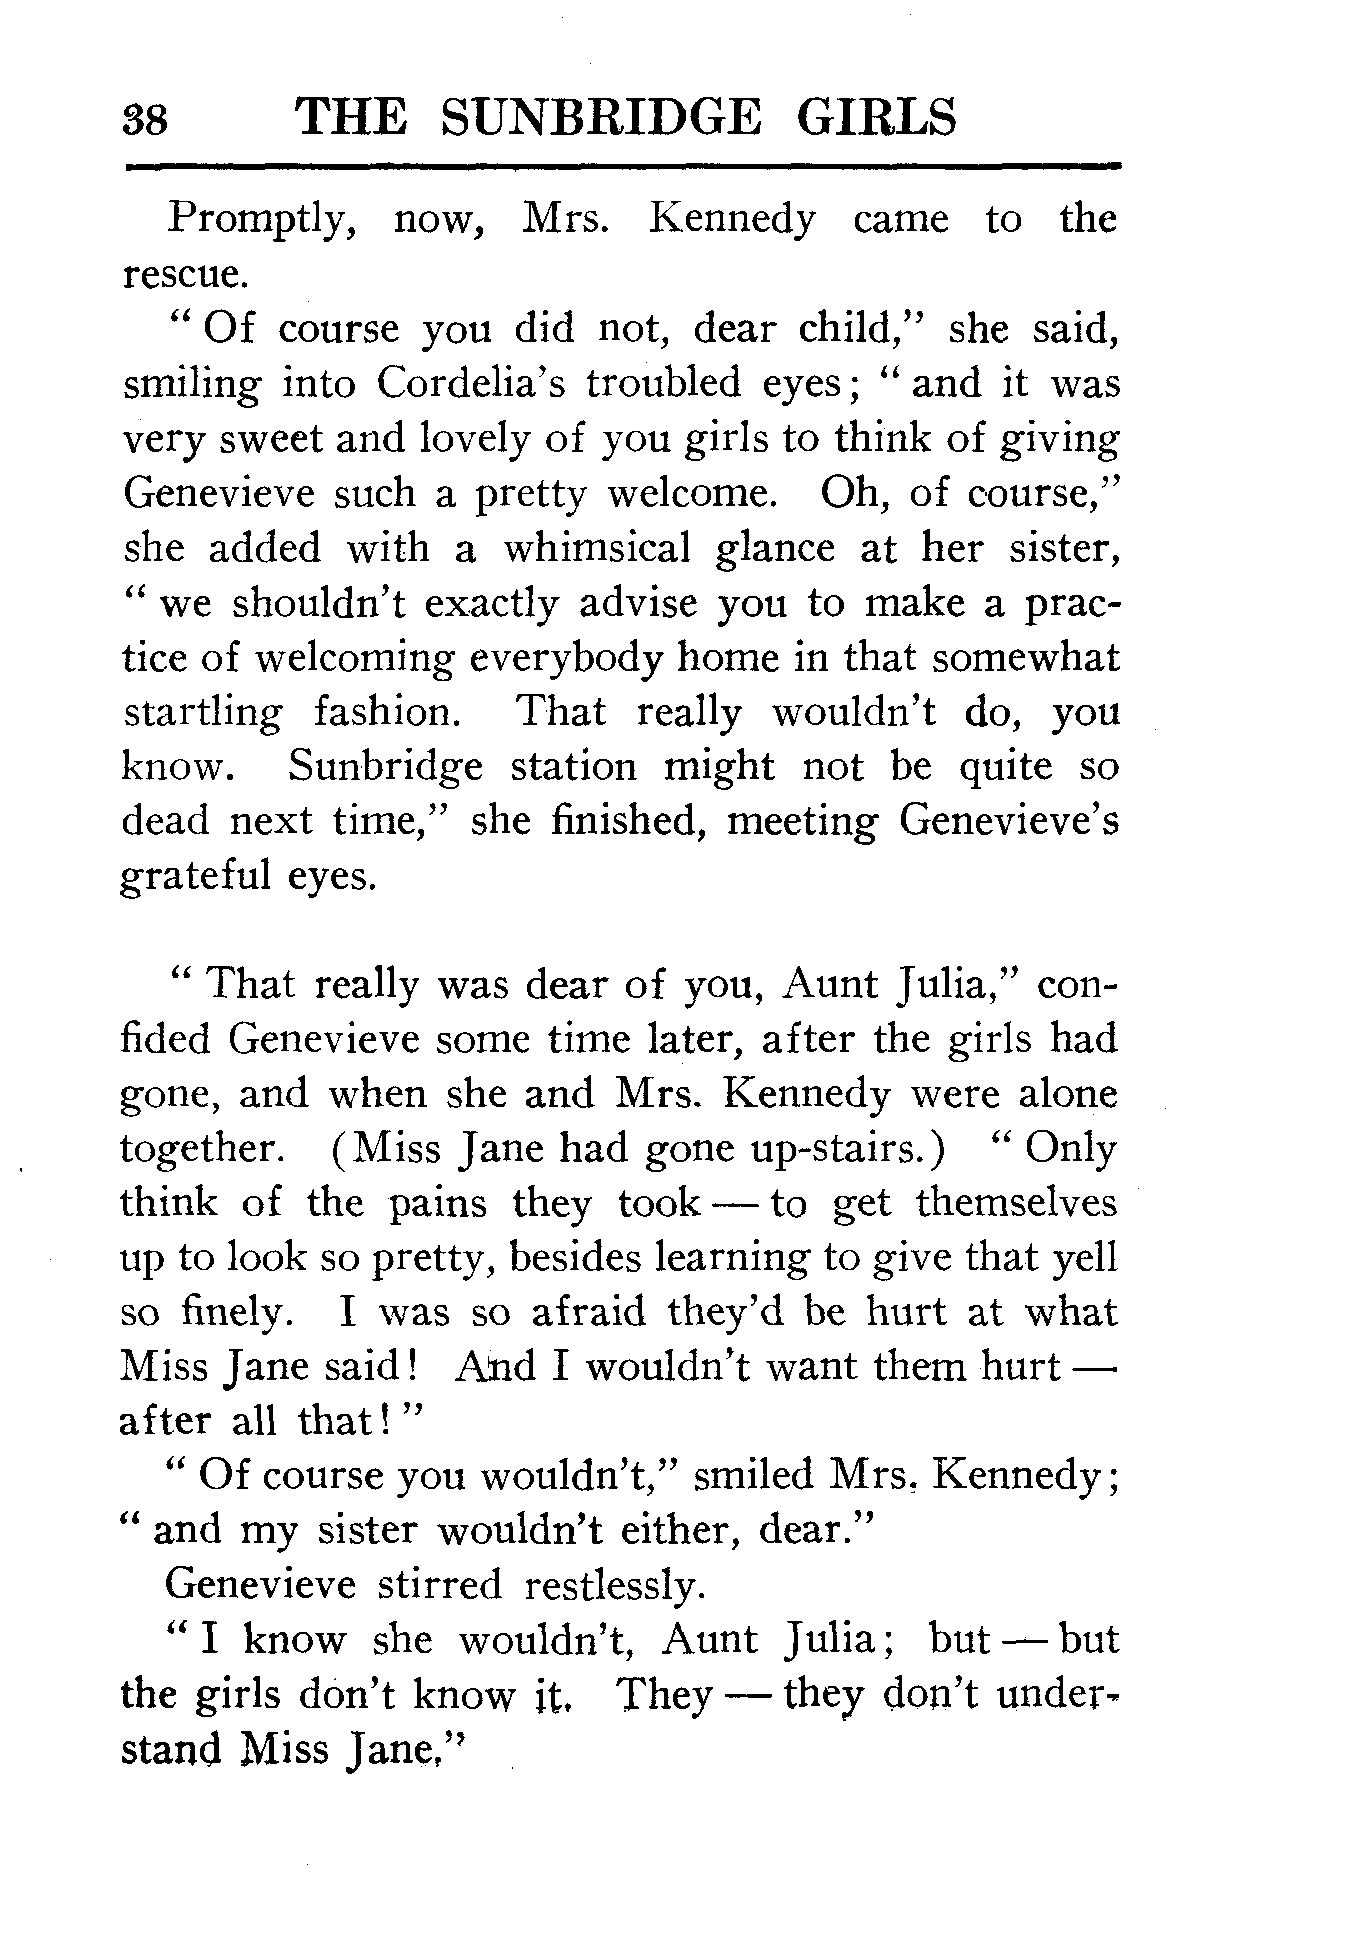 38 THE SUNBRIDGE GIRLS
Promptly, now, Mrs. Kennedy came to the
rescue.
“ Of course you did not, dear child,” she said,
smiling into Cordelia's troubled eyes; “ and it was
very sweet and lovely of you girls to think of giving
Genevieve such a pretty welcome. Oh, of course,”
she added with a whimsical glance at her sister,
“ we shouldn't exactly advise you to make a prac-
tice of welcoming everybody home in that somewhat
startling fashion. That really wouldn't do, you
know. Sunbridge station might not be quite so
dead next time,” she finished, meeting Genevieve's
grateful eyes.
“ That really was dear of you, Aunt Julia,” con-
fided Genevieve some time later, after the girls had
gone, and when she and Mrs. Kennedy were alone
together. (Miss Jane had gone up-stairs.) “ Only
think of the pains they took — to get themselves
up to look so pretty, besides learning to give that yell
so finely. I was so afraid they'd be hurt at what
Miss Jane said! And I wouldn't want them hurt —
after all that! ”
“ Of course you wouldn't,” smiled Mrs. Kennedy;
“ and my sister wouldn't either, dear.”
Genevieve stirred restlessly.
“ I know she wouldn't, Aunt Julia; but — but
the girls don't know it. They — they don't under-
stand Miss Jane.”